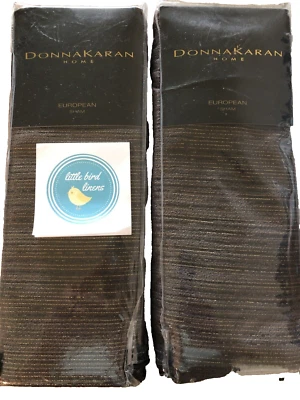 DONNAKARAN
HOME
EUROPEAN
little bird
linens
DONNAKARAN
HOME
EUROPEAN